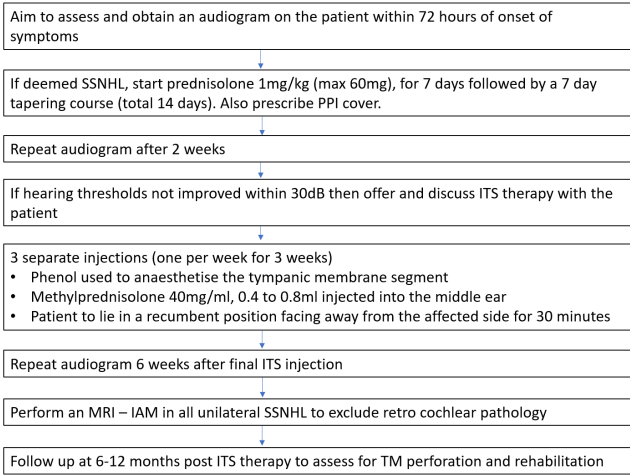 Aim to assess and obtain an audiogram on the patient within 72 hours of onset of
symptoms
If deemed SSNHL, start prednisolone 1mg/kg (max 60mg), for 7 days followed by a 7 day
tapering course (total 14 days). Also prescribe PPI cover.
Repeat audiogram after 2 weeks
If hearing thresholds not improved within 30dB then offer and discuss ITS therapy with the
patient
3 separate injections (one per week for 3 weeks)
• Phenol used to anaesthetise the tympanic membrane segment
• Methylprednisolone 40mg/ml, 0.4 to 0.8ml injected into the middle ear
• Patient to lie in a recumbent position facing away from the affected side for 30 minutes
Repeat audiogram 6 weeks after final ITS injection
Perform an MRI – IAM in all unilateral SSNHL to exclude retro cochlear pathology
Follow up at 6-12 months post ITS therapy to assess for TM perforation and rehabilitation